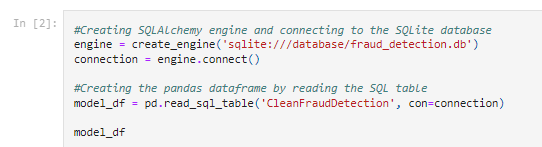 In [2]:
#Creating SQLAlchemy engine and connecting to the SQLite database
engine = create_engine('sqlite:///database/fraud_detection.db')
connection = engine.connect()
#Creating the pandas dataframe by reading the SQL table
model_df = pd.read_sql_table('CleanFraudDetection', con=connection)
model_df